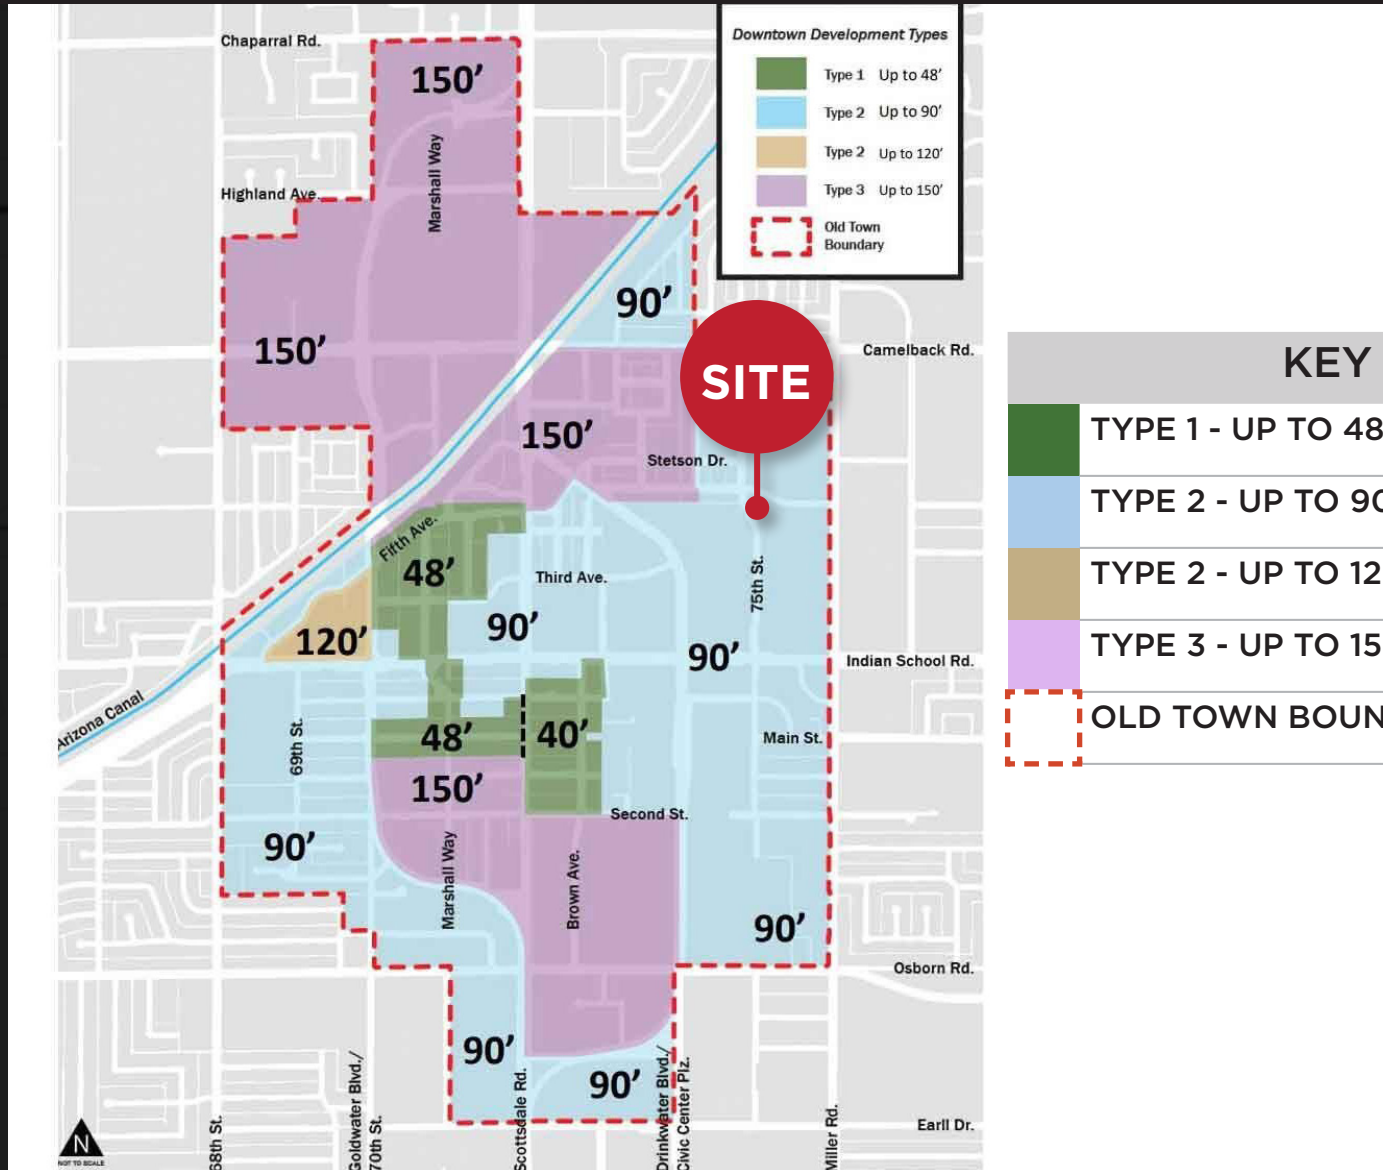 Chaparral Rd.
150’
Downtown Development Types
Type 1 Up to 48’
Type 2 Up to 90’
Type 2 Up to 120’
Type 3 Up to 150’
Old Town
Boundary
Marshall Way
Highland Ave.
90’
150’
SITE
Camelback Rd.
KEY
TYPE 1 - UP TO 48
TYPE 2 - UP TO 90
TYPE 2 - UP TO 12
TYPE 3 - UP TO 15
OLD TOWN BOUN
150’
Stetson Dr.
Fifth Ave.
48’
Third Ave.
75th St.
120’
90’
90’
Indian School Rd.
Arizona Canal
69th St.
48’
40’
Main St.
150’
Second St.
90’
Marshall Way
Brown Ave.
90’
Osborn Rd.
90’
90’
68th St.
Goldwater Blvd./
70th St.
Scottsdale Rd.
Drinkwater Blvd./
Civic Center Plz.
Miller Rd.
Earll Dr.
N
NOT TO SCALE